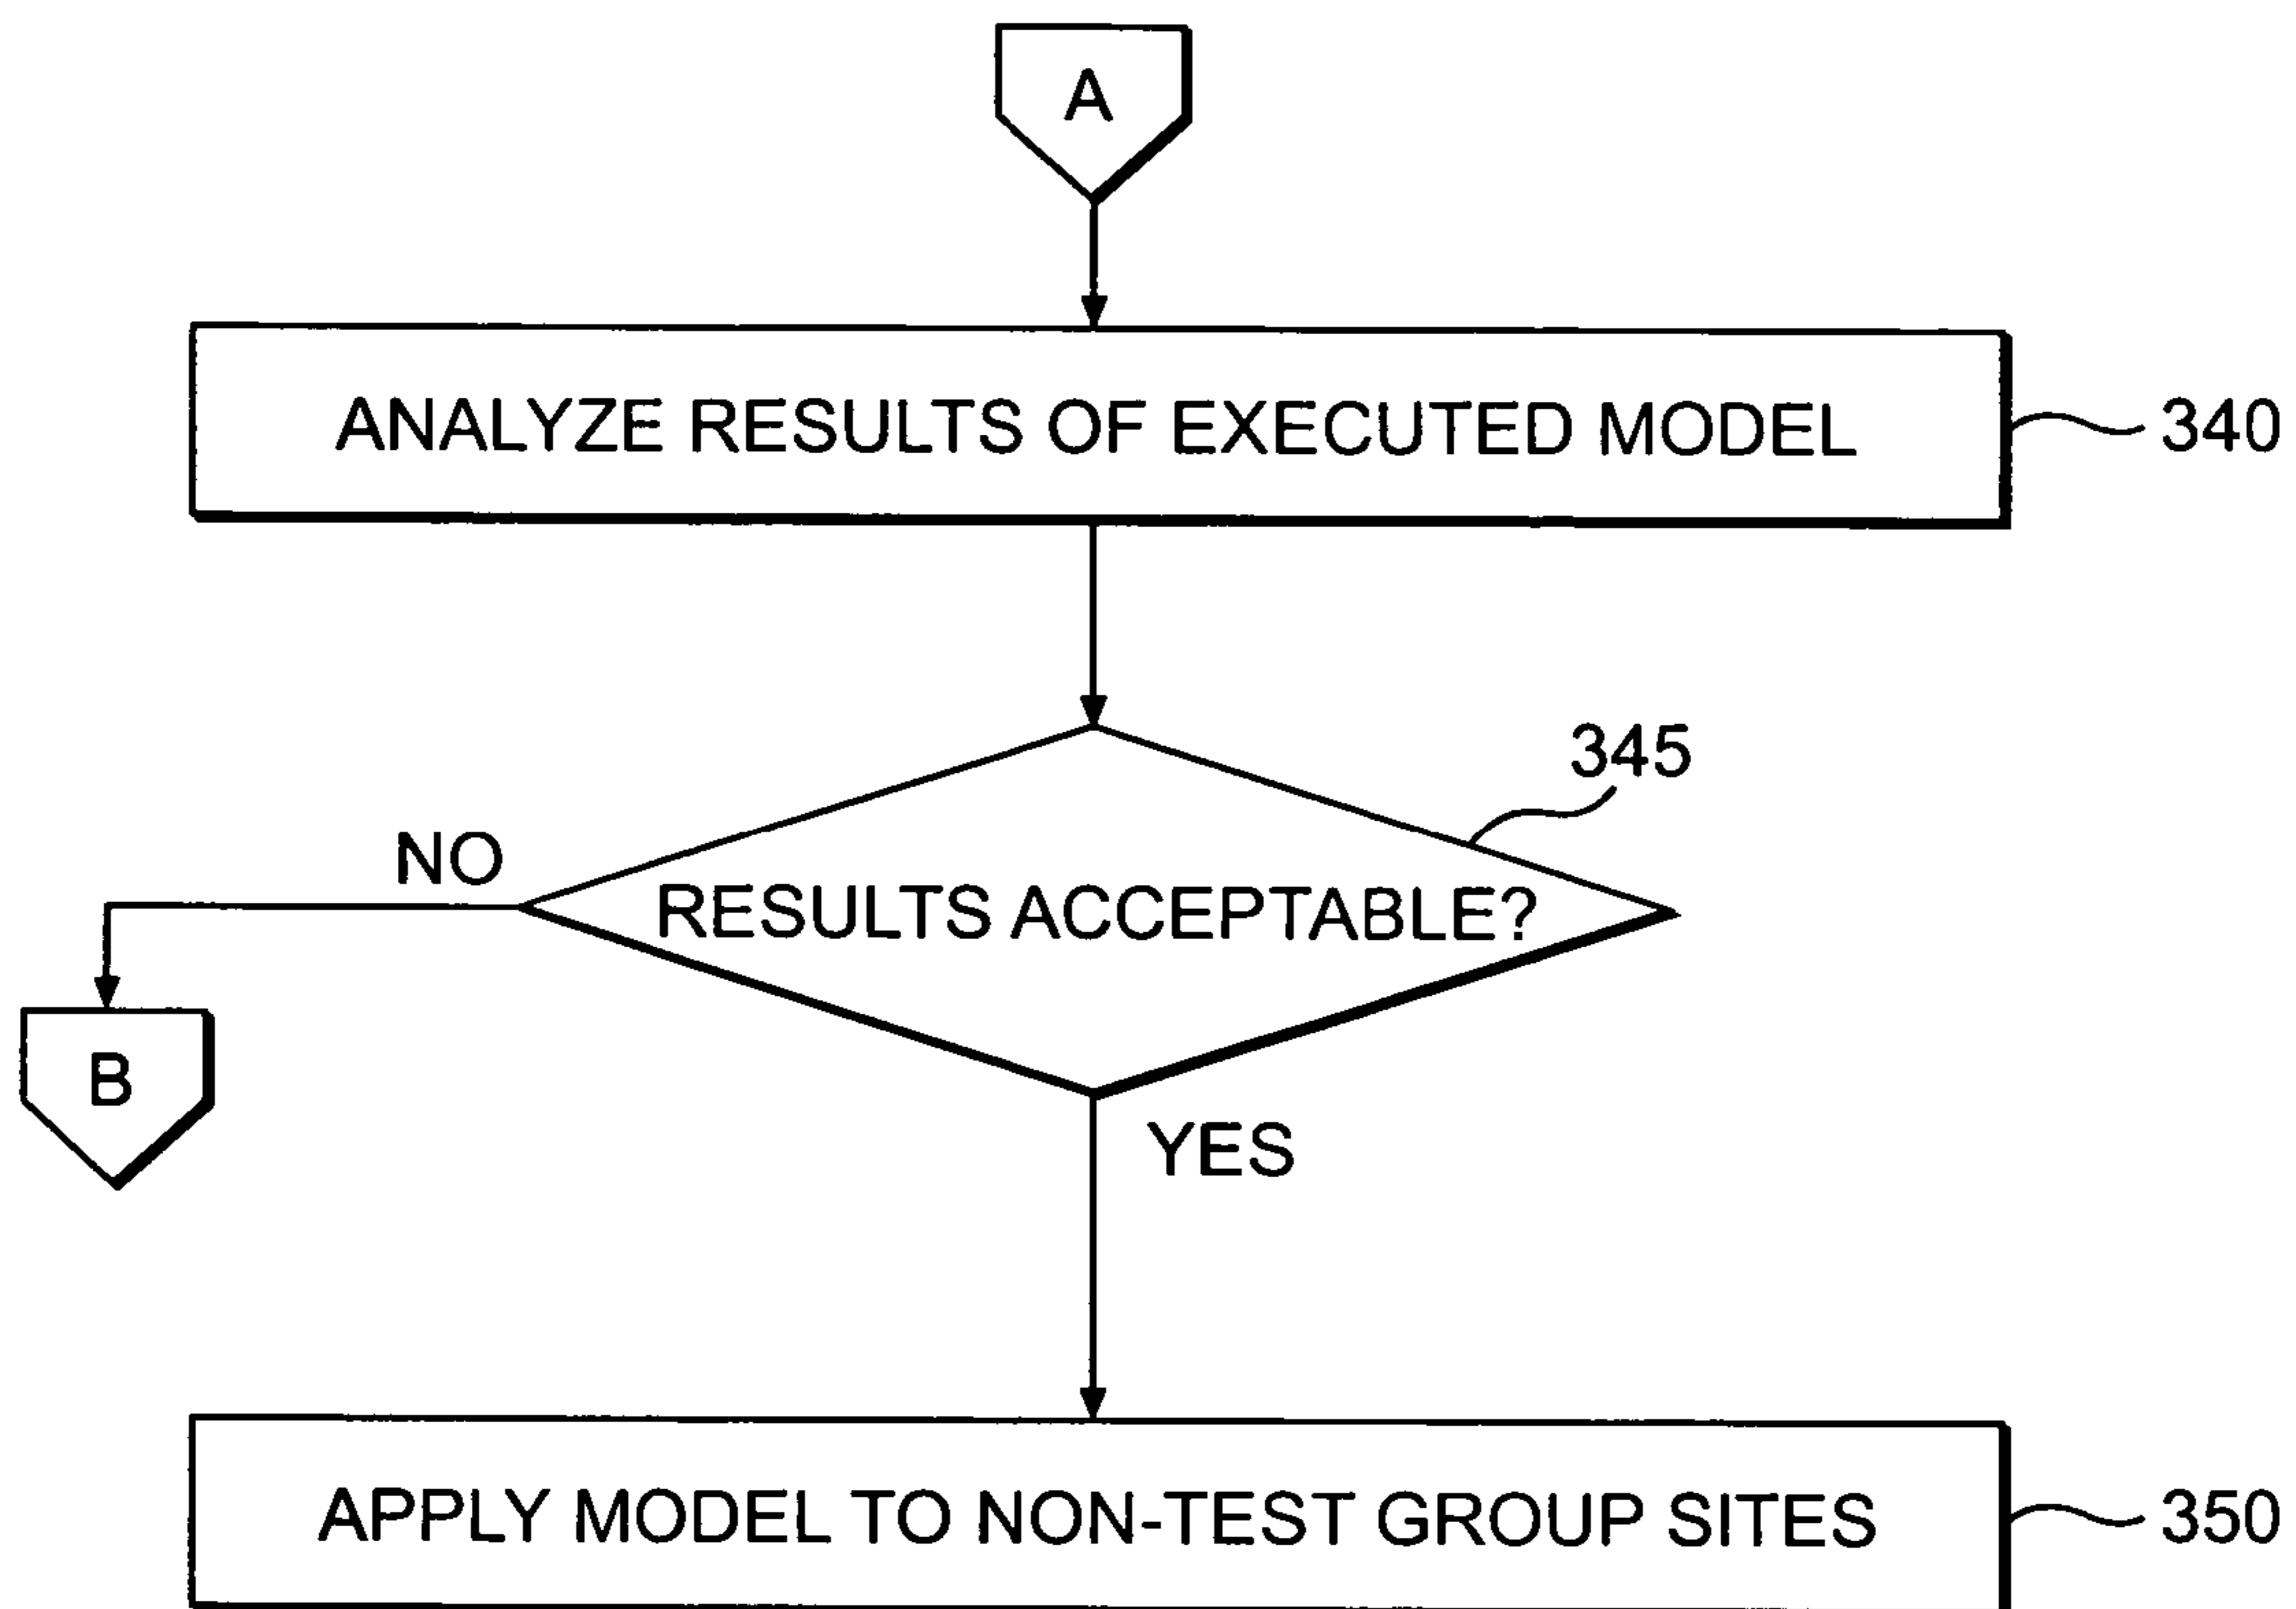 A
ANALYZE RESULTS OF EXECUTED MODEL
340
345
NO
RESULTS ACCEPTABLE?
B
YES
APPLY MODEL TO NON-TEST GROUP SITES
350